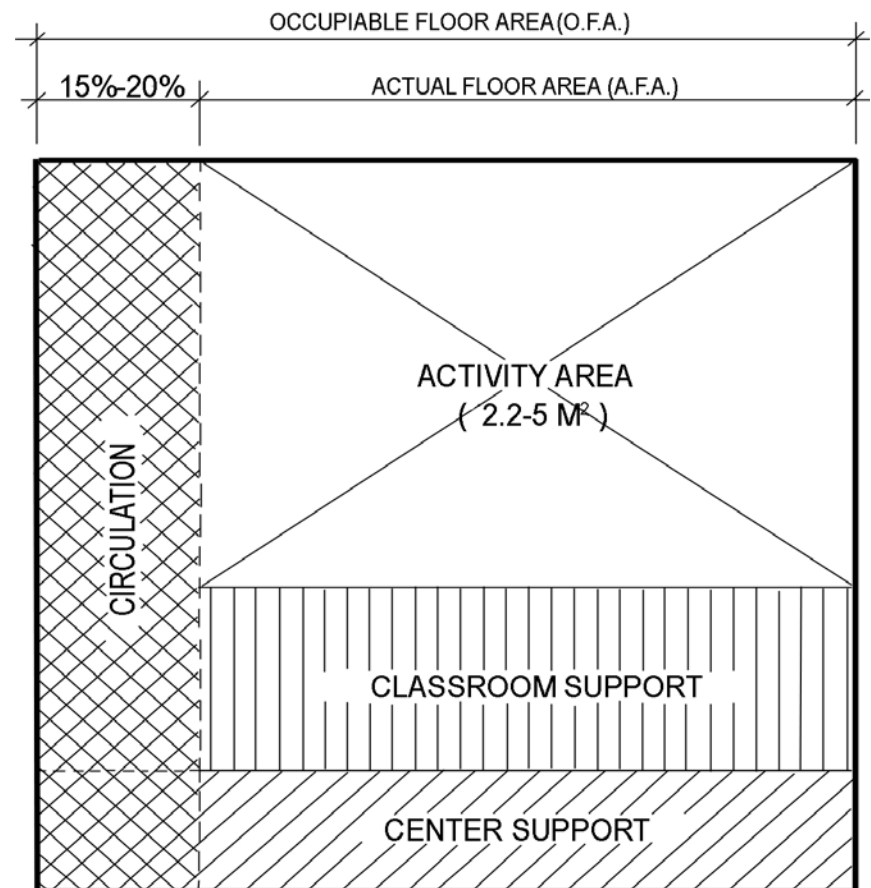 OCCUPIABLE FLOOR AREA (O.F.A.)
15%-20%
ACTUAL FLOOR AREA (A.F.A.)
ACTIVITY AREA
( 2.2-5 M² )
CIRCULATION
CLASSROOM SUPPORT
CENTER SUPPORT